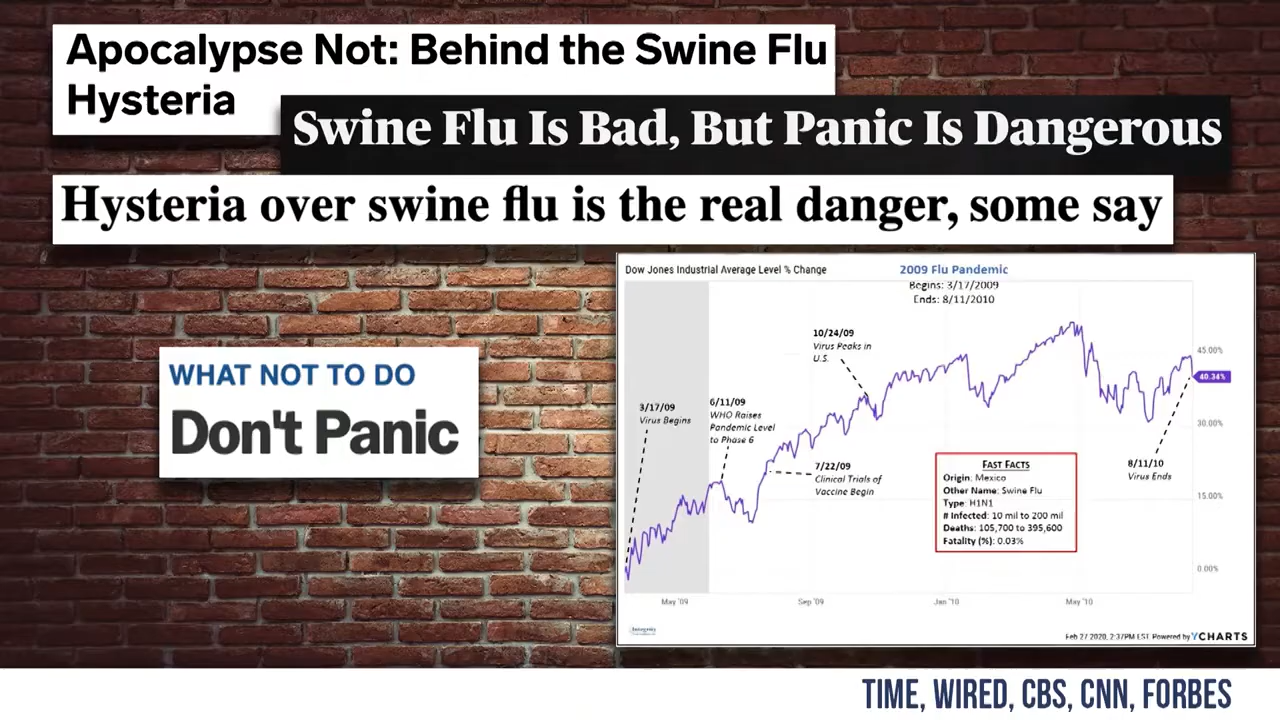 Apocalypse Not: Behind the Swine Flu
Hysteria
Swine Flu Is Bad, But Panic Is Dangerous
Hysteria over swine flu is the real danger, some say
WHAT NOT TO DO
Don't Panic
Dow Jones Industrial Average Level % Change
2009 Flu Pandemic
Begins: 3/17/2009
Ends: 8/11/2010
10/24/09
Virus Peaks in
U.S.
45.00%
40.34%
3/17/09
Virus Begins
6/11/09
WHO Raises
Pandemic Level
to Phase 6
30.00%
7/22/09
Clinical Trials of
Vaccine Begin
FAST FACTS
Origin: Mexico
Other Name: Swine Flu
Type: H1N1
# Infected: 10 mil to 200 mil
Deaths: 105,700 to 395,600
Fatality (%): 0.03%
8/11/10
Virus Ends
15.00%
0.00%
May '09
Sep '09
Jan '10
May '10
Feb 27 2020, 2:37PM EST. Powered by YCHARTS
TIME, WIRED, CBS, CNN, FORBES